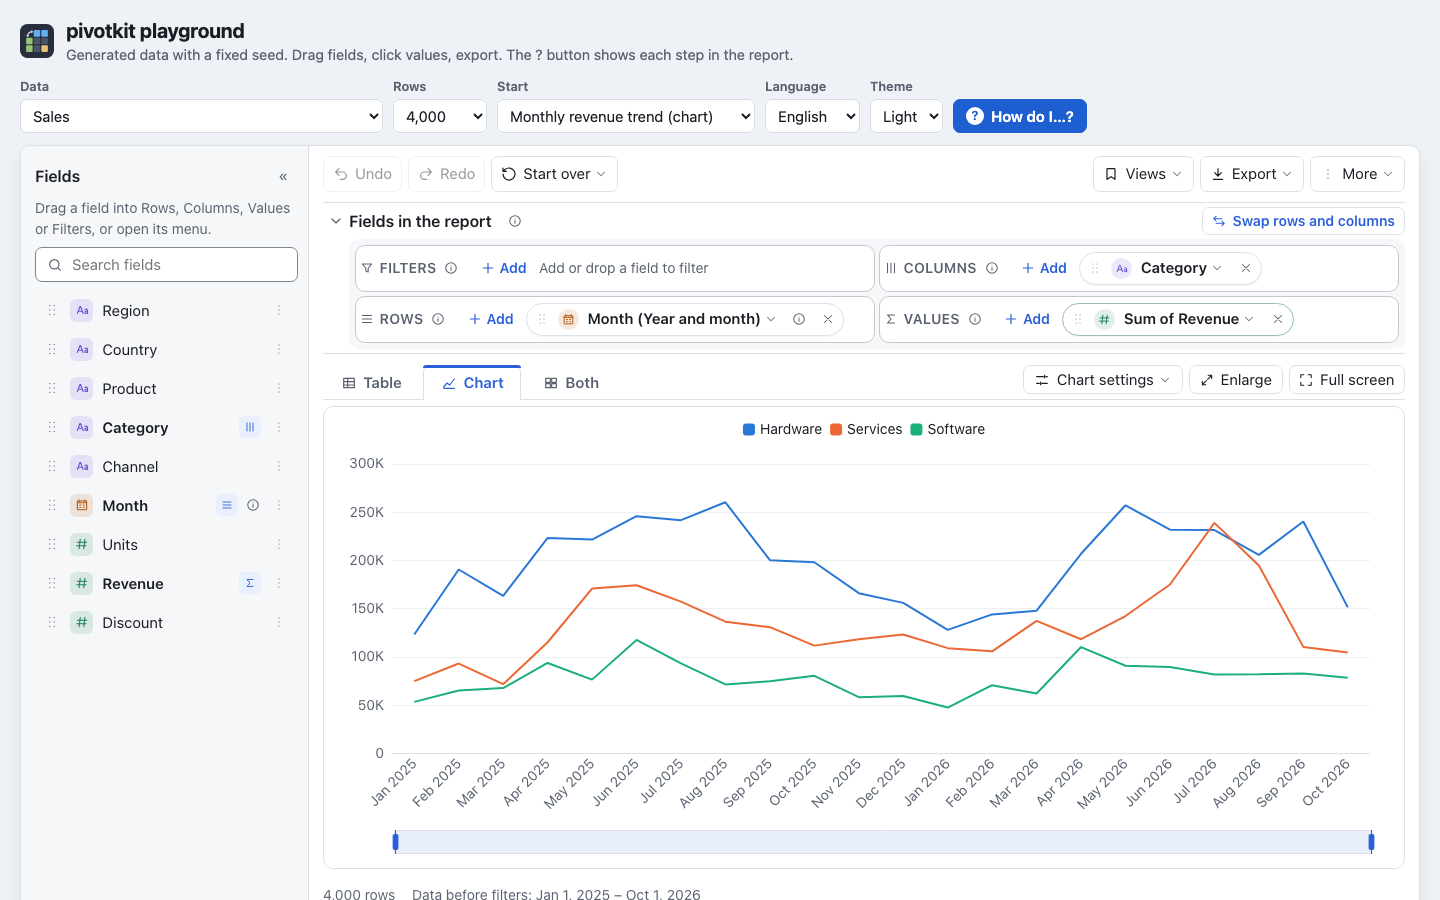 pivotkit playground
Generated data with a fixed seed. Drag fields, click values, export. The ? button shows each step in the report.
Data
Rows
Start
Language
Theme
Sales
4,000
Monthly revenue trend (chart)
English
Light
? How do I...?
Fields
«
Drag a field into Rows, Columns, Values
or Filters, or open its menu.
Search fields
Aa Region
Aa Country
Aa Product
Aa Category
Aa Channel
Month
# Units
# Revenue Σ
# Discount
Undo
Redo
Start over
Views
Export
More
Fields in the report
Swap rows and columns
FILTERS + Add Add or drop a field to filter
COLUMNS + Add Aa Category ×
ROWS + Add Month (Year and month) ×
Σ VALUES + Add # Sum of Revenue ×
Table
Chart
Both
Chart settings
Enlarge
Full screen
Hardware Services Software
300K
250K
200K
150K
100K
50K
0
Jan 2025
Feb 2025
Mar 2025
Apr 2025
May 2025
Jun 2025
Jul 2025
Aug 2025
Sep 2025
Oct 2025
Nov 2025
Dec 2025
Jan 2026
Feb 2026
Mar 2026
Apr 2026
May 2026
Jun 2026
Jul 2026
Aug 2026
Sep 2026
Oct 2026
4,000 rows Data before filters: Jan 1, 2025 – Oct 1, 2026